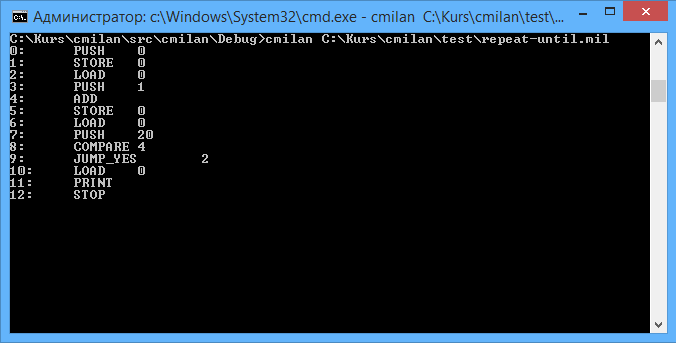 Администратор: c:\Windows\System32\cmd.exe - cmilan C:\Kurs\cmilan\test\...
C:\Kurs\cmilan\src\cmilan\Debug>cmilan C:\Kurs\cmilan\test\repeat-until.mil
0: PUSH 0
1: STORE 0
2: LOAD 0
3: PUSH 1
4: ADD
5: STORE 0
6: LOAD 0
7: PUSH 20
8: COMPARE 4
9: JUMP_YES 2
10: LOAD 0
11: PRINT
12: STOP